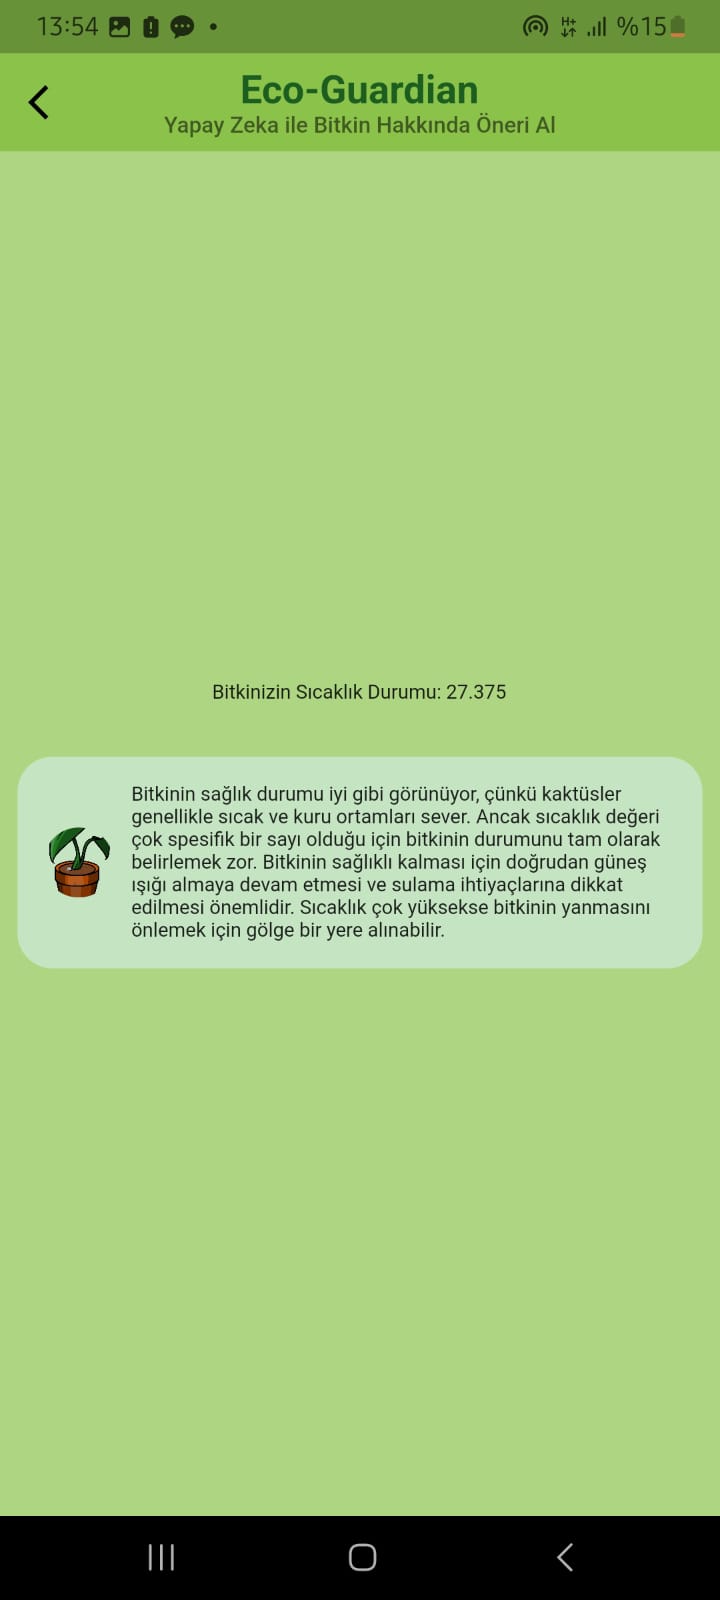 13:54
H+
%15
Eco-Guardian
Yapay Zeka ile Bitkin Hakkında Öneri Al
Bitkinizin Sıcaklık Durumu: 27.375
Bitkinin sağlık durumu iyi gibi görünüyor, çünkü kaktüsler
genellikle sıcak ve kuru ortamları sever. Ancak sıcaklık değeri
çok spesifik bir sayı olduğu için bitkinin durumunu tam olarak
belirlemek zor. Bitkinin sağlıklı kalması için doğrudan güneş
ışığı almaya devam etmesi ve sulama ihtiyaçlarına dikkat
edilmesi önemlidir. Sıcaklık çok yüksekse bitkinin yanmasını
önlemek için gölge bir yere alınabilir.